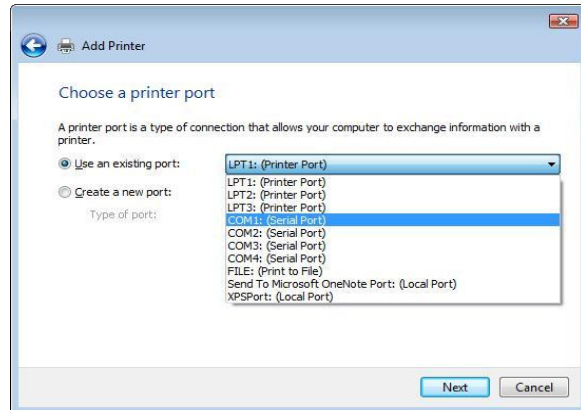 Add Printer
Choose a printer port
A printer port is a type of connection that allows your computer to exchange information with a
printer.
Use an existing port:
LPT1: (Printer Port)
LPT1: (Printer Port)
LPT2: (Printer Port)
LPT3: (Printer Port)
COM1: (Serial Port)
COM2: (Serial Port)
COM3: (Serial Port)
COM4: (Serial Port)
FILE: (Print to File)
Send To Microsoft OneNote Port: (Local Port)
XPSPort: (Local Port)
Create a new port:
Type of port:
Next
Cancel